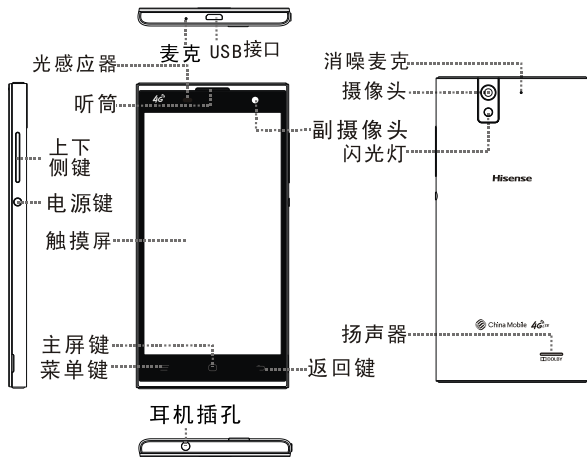 麦克 USB接口
光感应器
听筒
4G
上下
侧键
电源键
触摸屏
主屏键
菜单键
副摄像头
返回键
耳机插孔
消噪麦克
摄像头
闪光灯
Hisense
China Mobile 4G LTE
扬声器
DOLBY